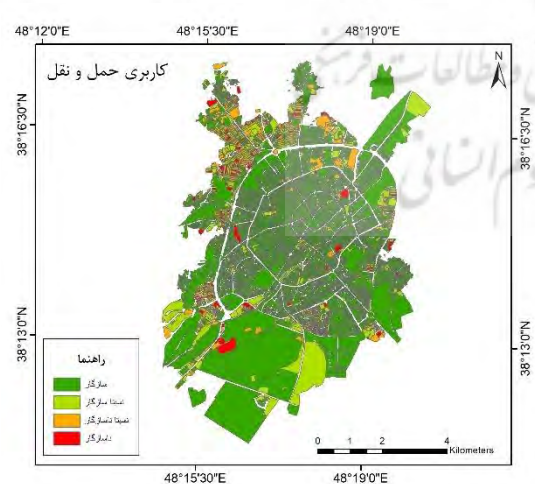 48°12'0"E 48°15'30"E 48°19'0"E
کاربری حمل و نقل
N
38°16'30"N 38°16'30"N
38°13'0"N 38°13'0"N
راهنما
سازگار
نسبتا سازگار
نسبتا ناسازگار
ناسازگار
0 1 2 4
Kilometers
48°15'30"E 48°19'0"E